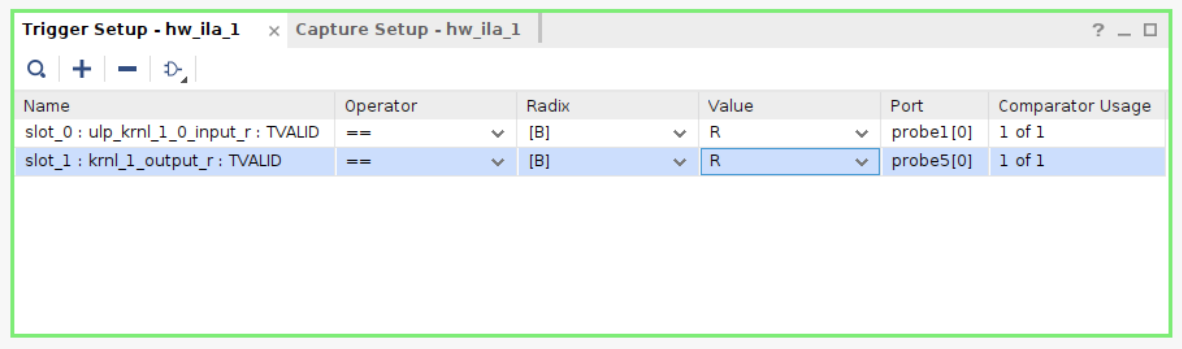 Trigger Setup - hw_ila_1 × Capture Setup - hw_ila_1 ?
Name Operator Radix Value Port Comparator Usage
slot_0 : ulp_krnl_1_0_input_r : TVALID == [B] R probe1[0] 1 of 1
slot_1 : krnl_1_output_r : TVALID == [B] R probe5[0] 1 of 1